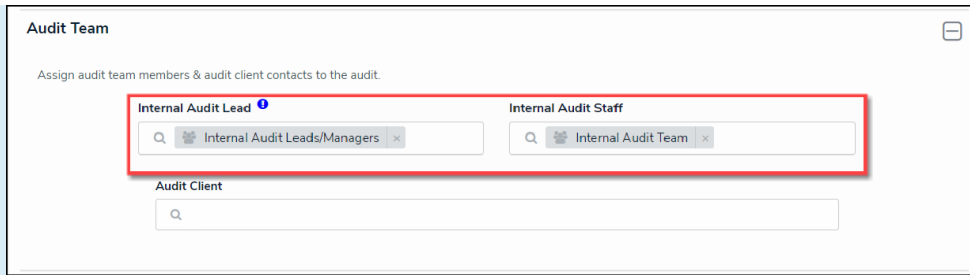 Audit Team
Assign audit team members & audit client contacts to the audit.
Internal Audit Lead Internal Audit Staff
Internal Audit Leads/Managers × Internal Audit Team ×
Audit Client